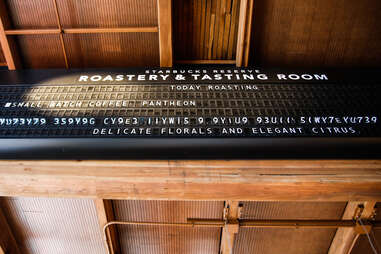 STARBUCKS RESERVE
ROASTERY & TASTING ROOM
TODAY ROASTING
SMALL BATCH COFFEE: PANTHEON
DELICATE FLORALS AND ELEGANT CITRUS